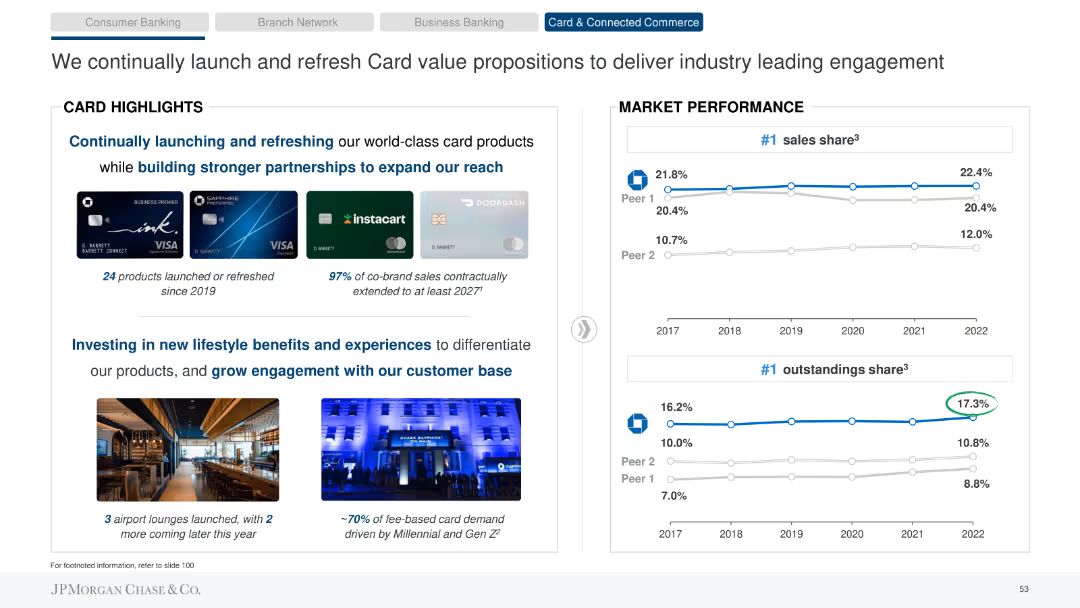 Consumer Banking
Branch Network
Business Banking
Card & Connected Commerce
We continually launch and refresh Card value propositions to deliver industry leading engagement
CARD HIGHLIGHTS
Continually launching and refreshing our world-class card products
while building stronger partnerships to expand our reach
BUSINESS PREMIER
ink.
D. BARRETT
BARRETT CONNECT
VISA
SAPPHIRE
PREFERRED
D. BARRETT
VISA
instacart
D. BARRETT
DOORDASH
D. BARRETT
24 products launched or refreshed
since 2019
97% of co-brand sales contractually
extended to at least 2027¹
Investing in new lifestyle benefits and experiences to differentiate
our products, and grow engagement with our customer base
CHASE SAPPHIRE
ON MAIN
3 airport lounges launched, with 2
more coming later this year
~70% of fee-based card demand
driven by Millennial and Gen Z²
MARKET PERFORMANCE
#1 sales share³
21.8%
22.4%
Peer 1
20.4%
20.4%
10.7%
12.0%
Peer 2
2017 2018 2019 2020 2021 2022
#1 outstandings share³
16.2%
17.3%
10.0%
10.8%
Peer 2
Peer 1
7.0%
8.8%
2017 2018 2019 2020 2021 2022
For footnoted information, refer to slide 100
JPMORGAN CHASE & CO.
53